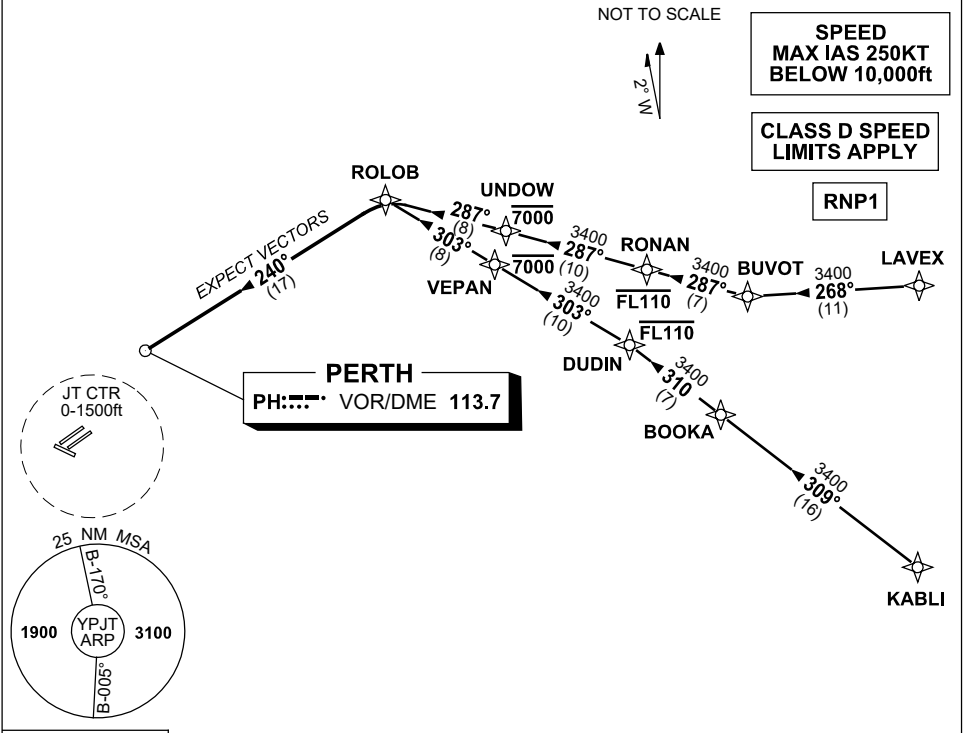 NOT TO SCALE
2° W
SPEED
MAX IAS 250KT
BELOW 10,000ft
CLASS D SPEED
LIMITS APPLY
RNP1
ROLOB
UNDOW
7000
287°
(8)
303°
(8)
VEPAN
7000
3400
287°
(10)
RONAN
FL110
3400
287°
(7)
BUVOT
3400
268°
(11)
LAVEX
EXPECT VECTORS
240°
(17)
3400
303°
(10)
FL110
DUDIN
3400
310
(7)
BOOKA
3400
309°
(16)
KABLI
PERTH
PH VOR/DME 113.7
JT CTR
0-1500ft
25 NM MSA
B-170°
1900
YPJT
ARP
3100
B-005°